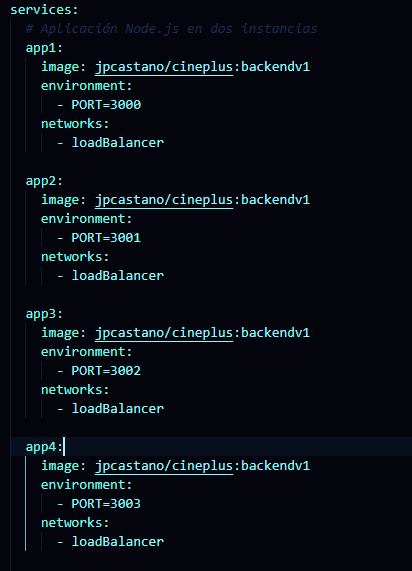 services:
# Aplicación Node.js en dos instancias
app1:
image: jpcastano/cineplus:backendv1
environment:
- PORT=3000
networks:
- loadBalancer
app2:
image: jpcastano/cineplus:backendv1
environment:
- PORT=3001
networks:
- loadBalancer
app3:
image: jpcastano/cineplus:backendv1
environment:
- PORT=3002
networks:
- loadBalancer
app4:
image: jpcastano/cineplus:backendv1
environment:
- PORT=3003
networks:
- loadBalancer